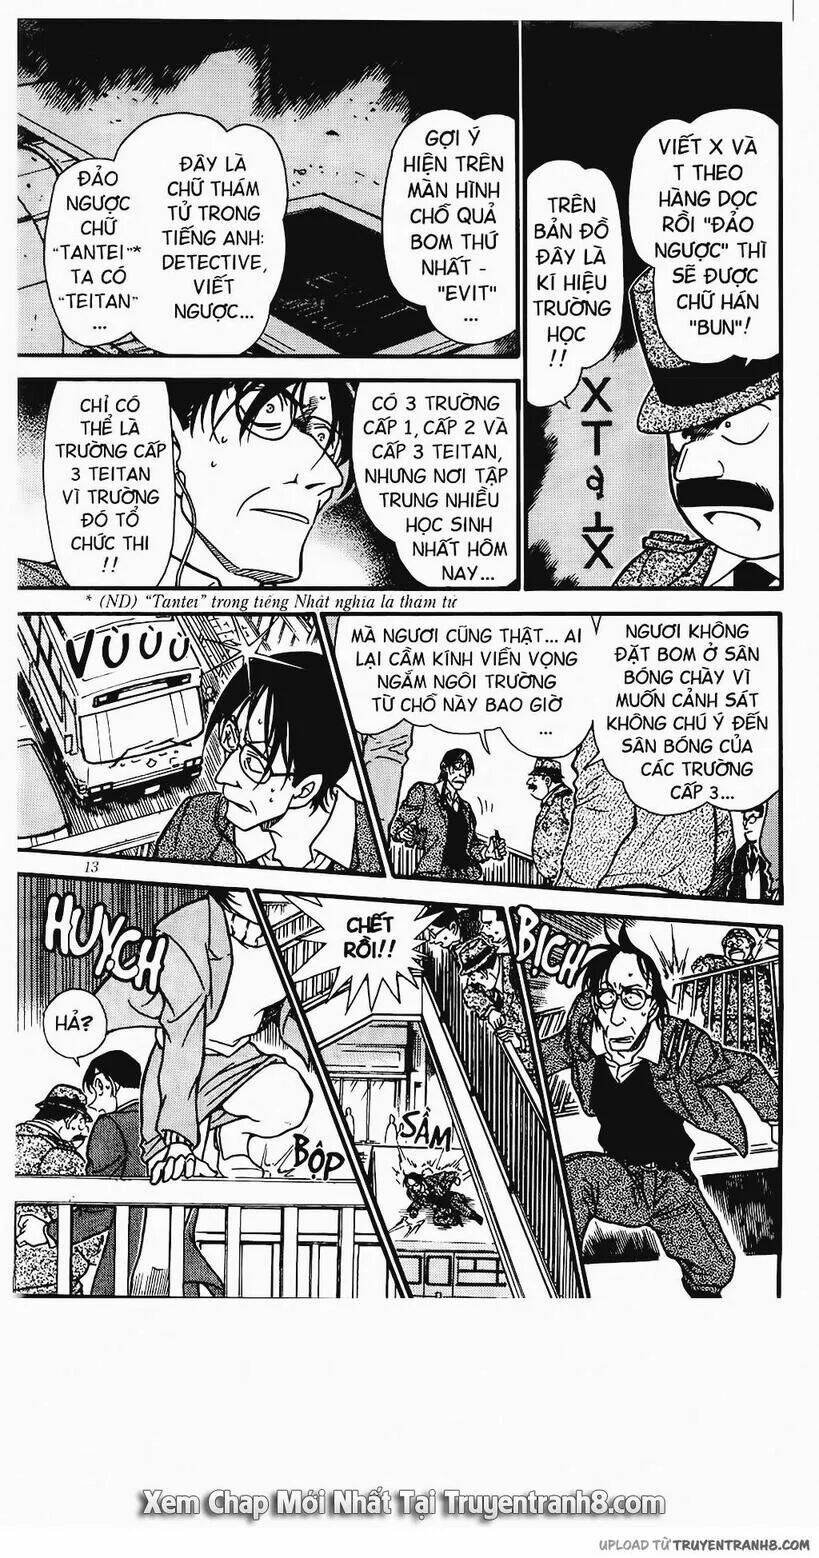 VIẾT X VÀ
T THEO
HÀNG DỌC
RỒI "ĐẢO
NGƯỢC" THÌ
SẼ ĐƯỢC
CHỮ HÁN
"BUN"!
TRÊN
BẢN ĐỒ
ĐÂY LÀ
KÍ HIỆU
TRƯỜNG
HỌC
!!
X
T
GỢI Ý
HIỆN TRÊN
MÀN HÌNH
CHỖ QUẢ
BOM THỨ
NHẤT -
"EVIT"
...
ĐÂY LÀ
CHỮ THÁM
TỬ TRONG
TIẾNG ANH:
DETECTIVE,
VIẾT
NGƯỢC...
ĐẢO
NGƯỢC
CHỮ
"TANTEI"*
TA CÓ
"TEITAN"
...
CÓ 3 TRƯỜNG
CẤP 1, CẤP 2 VÀ
CẤP 3 TEITAN,
NHƯNG NƠI TẬP
TRUNG NHIỀU
HỌC SINH
NHẤT HÔM
NAY...
CHỈ CÓ
THỂ LÀ
TRƯỜNG CẤP
3 TEITAN
VÌ TRƯỜNG
ĐÓ TỔ
CHỨC THI
!!
* (ND) "Tantei" trong tiếng Nhật nghĩa là thám tử
NGƯƠI KHÔNG
ĐẶT BOM Ở SÂN
BÓNG CHÀY VÌ
MUỐN CẢNH SÁT
KHÔNG CHÚ Ý ĐẾN
SÂN BÓNG CỦA
CÁC TRƯỜNG
CẤP 3...
MÀ NGƯƠI CŨNG THẬT... AI
LẠI CẦM KÍNH VIỄN VỌNG
NGẮM NGÔI TRƯỜNG
TỪ CHỖ NÀY BAO GIỜ
...
VÙÙÙ
13
BỊCH
CHẾT
RỒI!!
SẦM
HUỴCH
HẢ?
BỘP
Xem Chap Mới Nhất Tại Truyentranh8.com
UPLOAD TỪ TRUYENTRANH8.COM